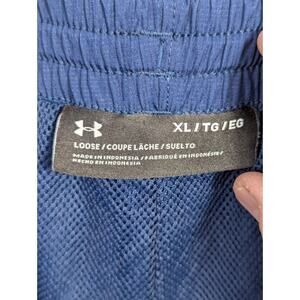 XL / TG / EG
LOOSE / COUPE LÂCHE / SUELTO
MADE IN INDONESIA / FABRIQUÉ EN INDONÉSIE /
HECHO EN INDONESIA